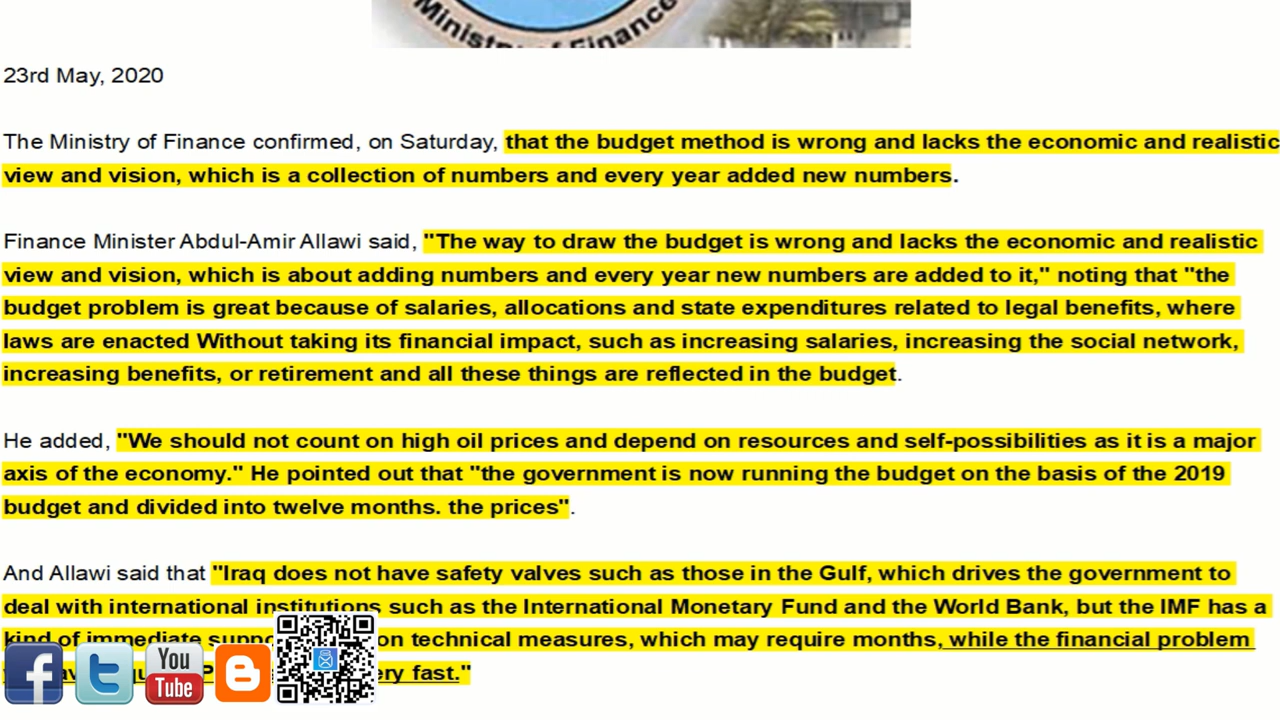 Ministry of Finance
23rd May, 2020
The Ministry of Finance confirmed, on Saturday, that the budget method is wrong and lacks the economic and realistic
view and vision, which is a collection of numbers and every year added new numbers.
Finance Minister Abdul-Amir Allawi said, "The way to draw the budget is wrong and lacks the economic and realistic
view and vision, which is about adding numbers and every year new numbers are added to it," noting that "the
budget problem is great because of salaries, allocations and state expenditures related to legal benefits, where
laws are enacted Without taking its financial impact, such as increasing salaries, increasing the social network,
increasing benefits, or retirement and all these things are reflected in the budget.
He added, "We should not count on high oil prices and depend on resources and self-possibilities as it is a major
axis of the economy." He pointed out that "the government is now running the budget on the basis of the 2019
budget and divided into twelve months. the prices".
And Allawi said that "Iraq does not have safety valves such as those in the Gulf, which drives the government to
deal with international institutions such as the International Monetary Fund and the World Bank, but the IMF has a
kind of immediate on technical measures, which may require months, while the financial problem
fast."
You
Tube